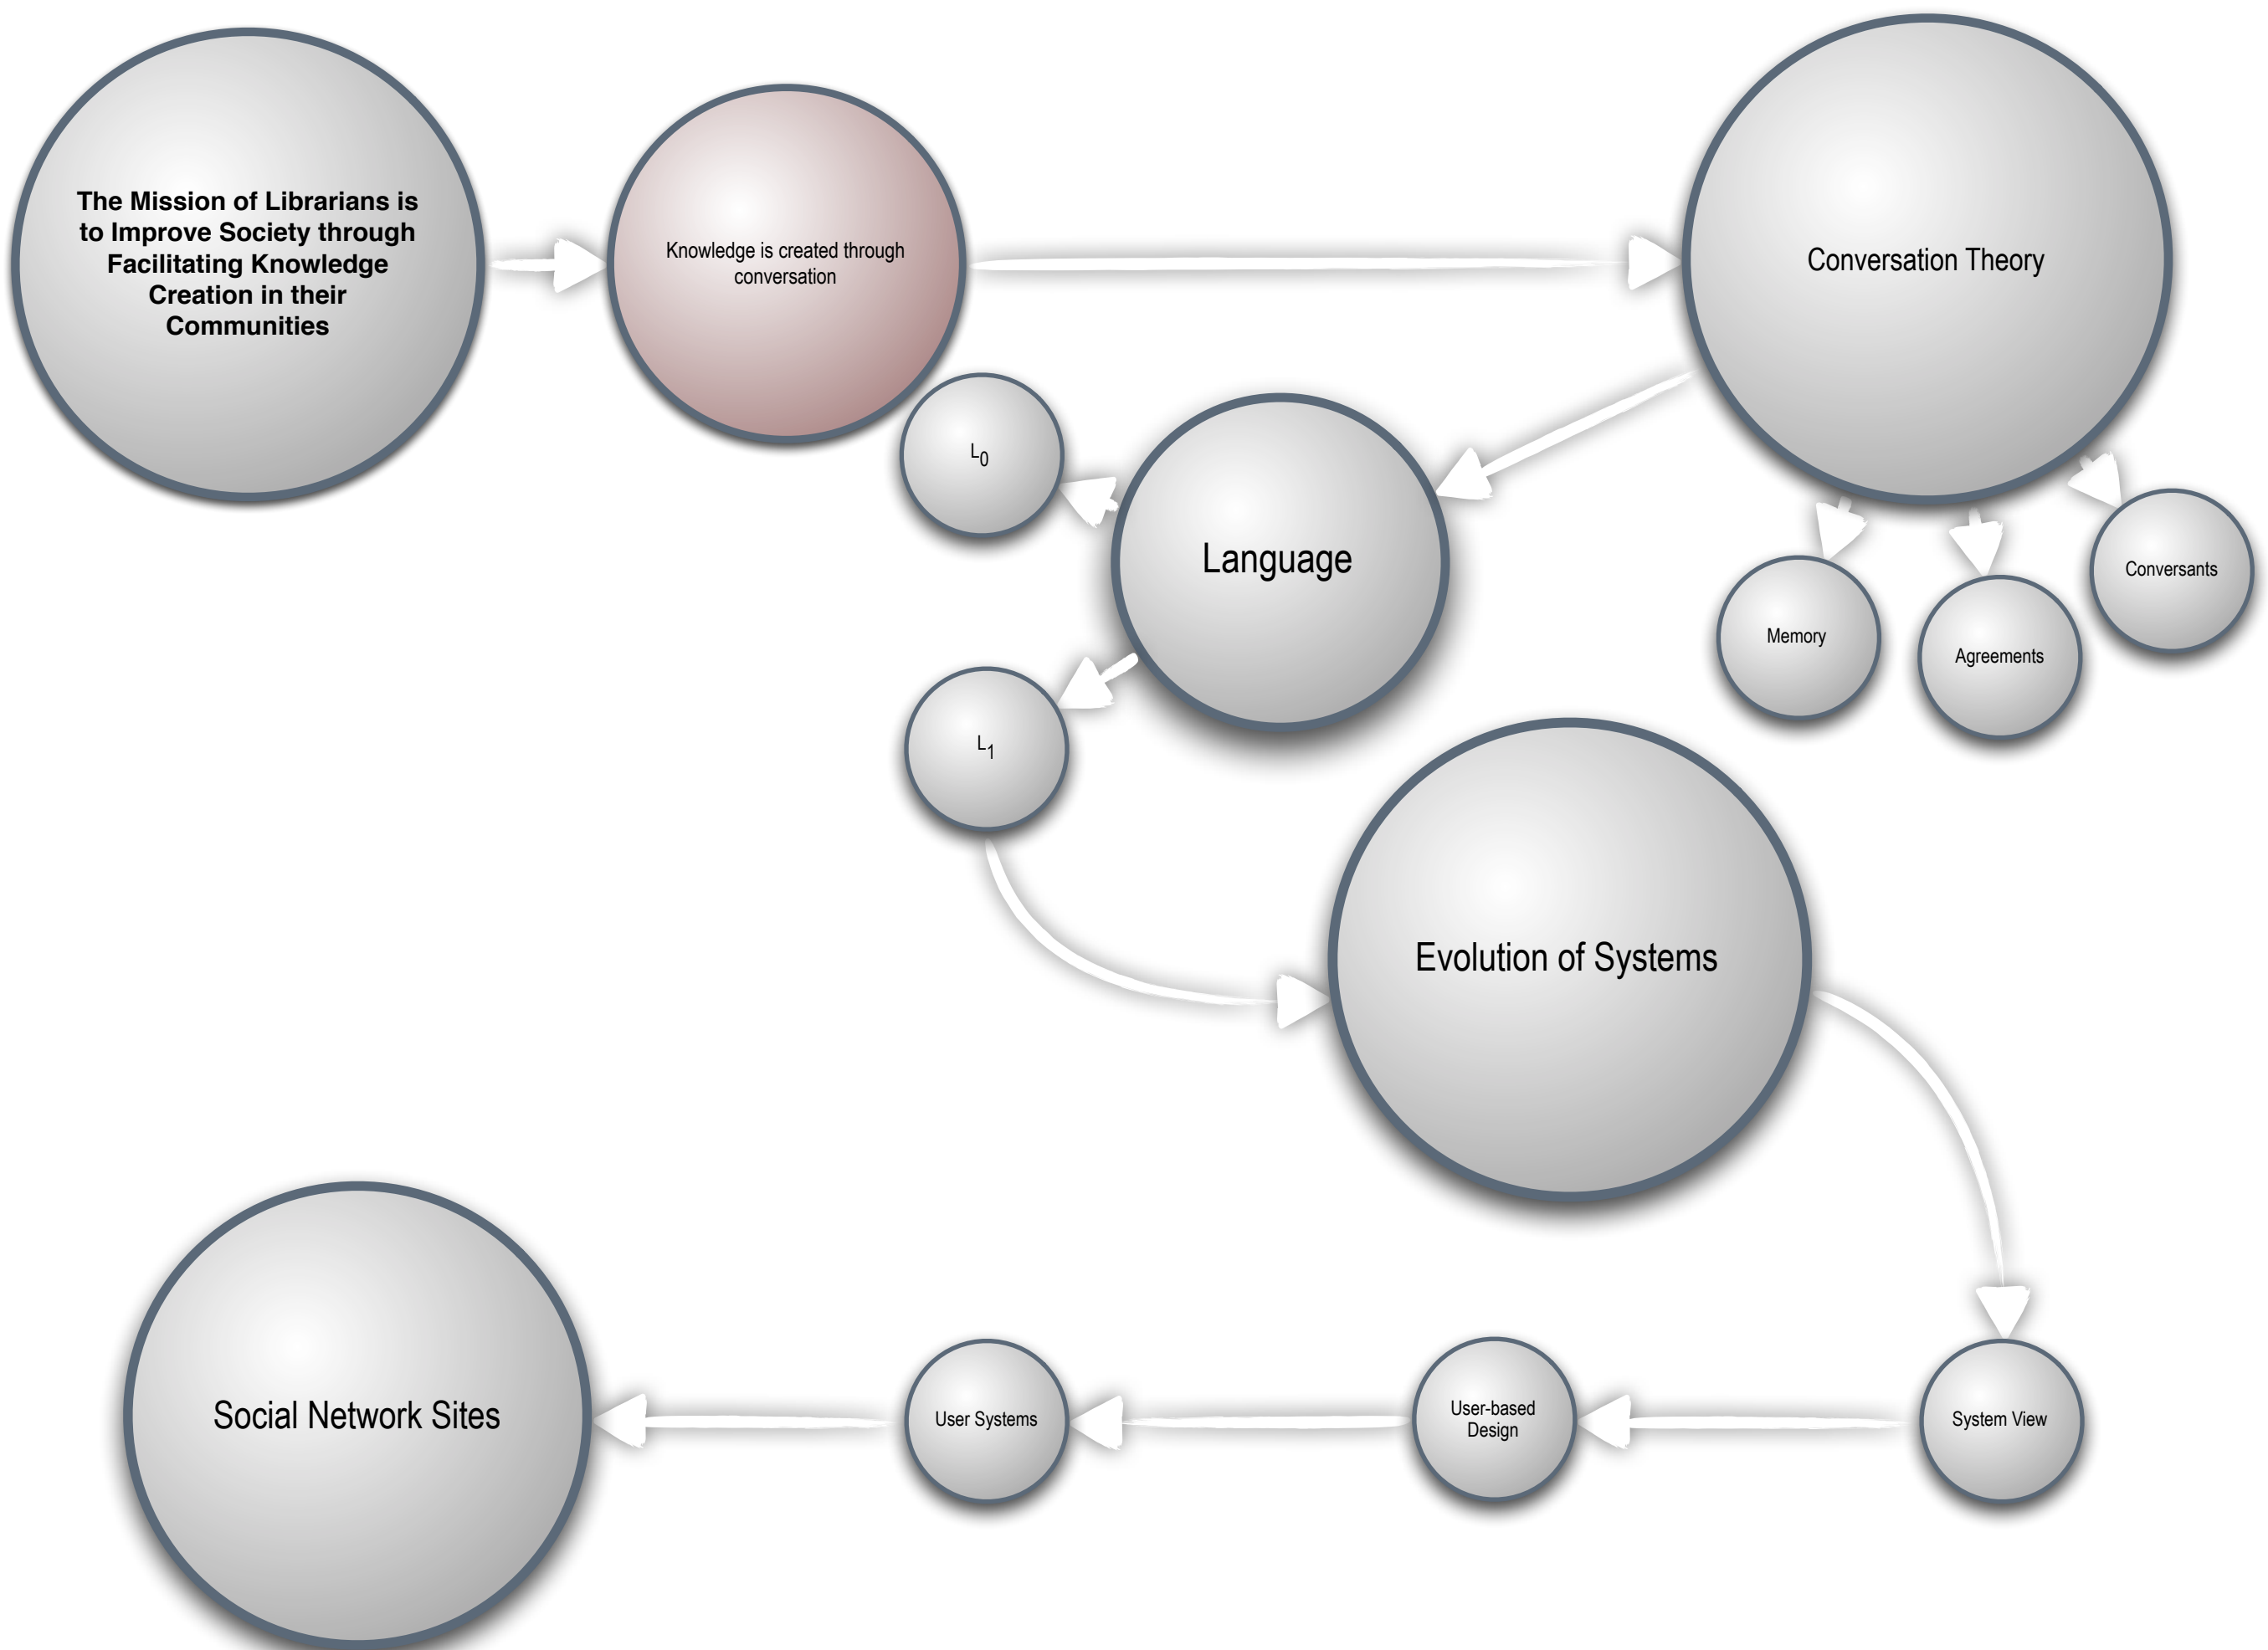 The Mission of Librarians is
to Improve Society through
Facilitating Knowledge
Creation in their
Communities
Knowledge is created through
conversation
Conversation Theory
L0
Language
Conversants
Memory
Agreements
L1
Evolution of Systems
Social Network Sites
User Systems
User-based
Design
System View